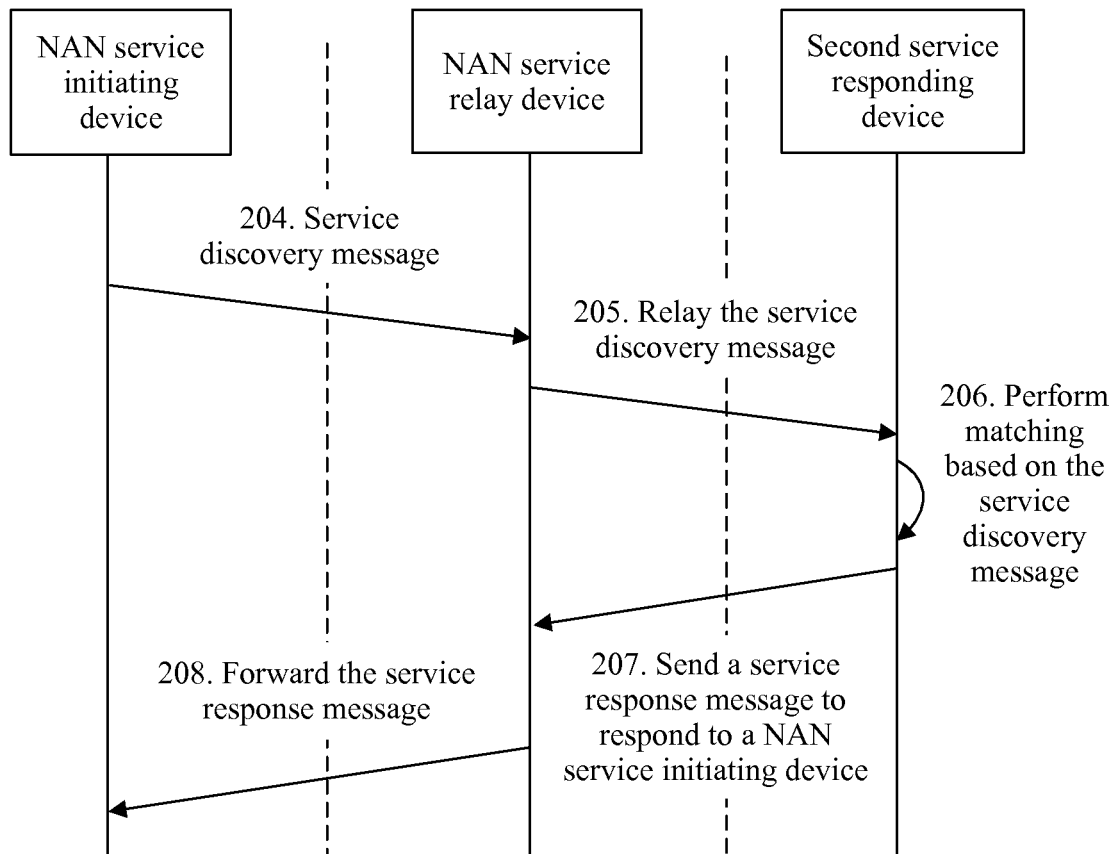 NAN service
initiating
device
NAN service
relay device
Second service
responding
device
204. Service
discovery message
205. Relay the service
discovery message
206. Perform
matching
based on the
service
discovery
message
207. Send a service
response message to
respond to a NAN
service initiating device
208. Forward the service
response message